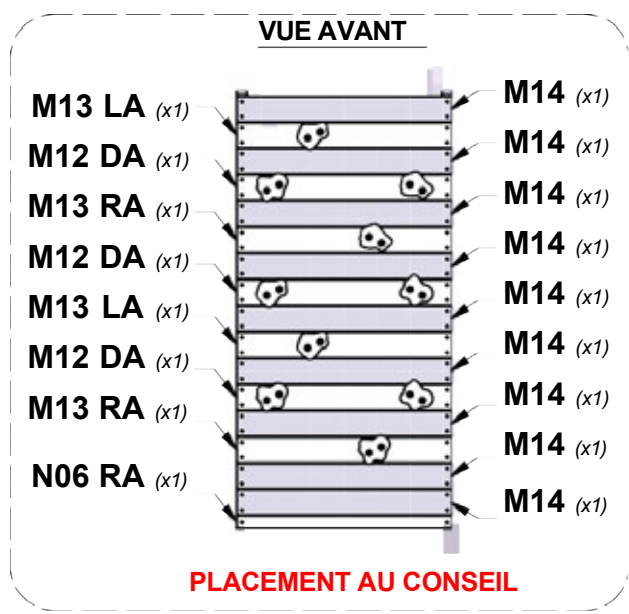 VUE AVANT
M13 LA (x1)
M12 DA (x1)
M13 RA (x1)
M12 DA (x1)
M13 LA (x1)
M12 DA (x1)
M13 RA (x1)
N06 RA (x1)
M14 (x1)
M14 (x1)
M14 (x1)
M14 (x1)
M14 (x1)
M14 (x1)
M14 (x1)
M14 (x1)
M14 (x1)
PLACEMENT AU CONSEIL